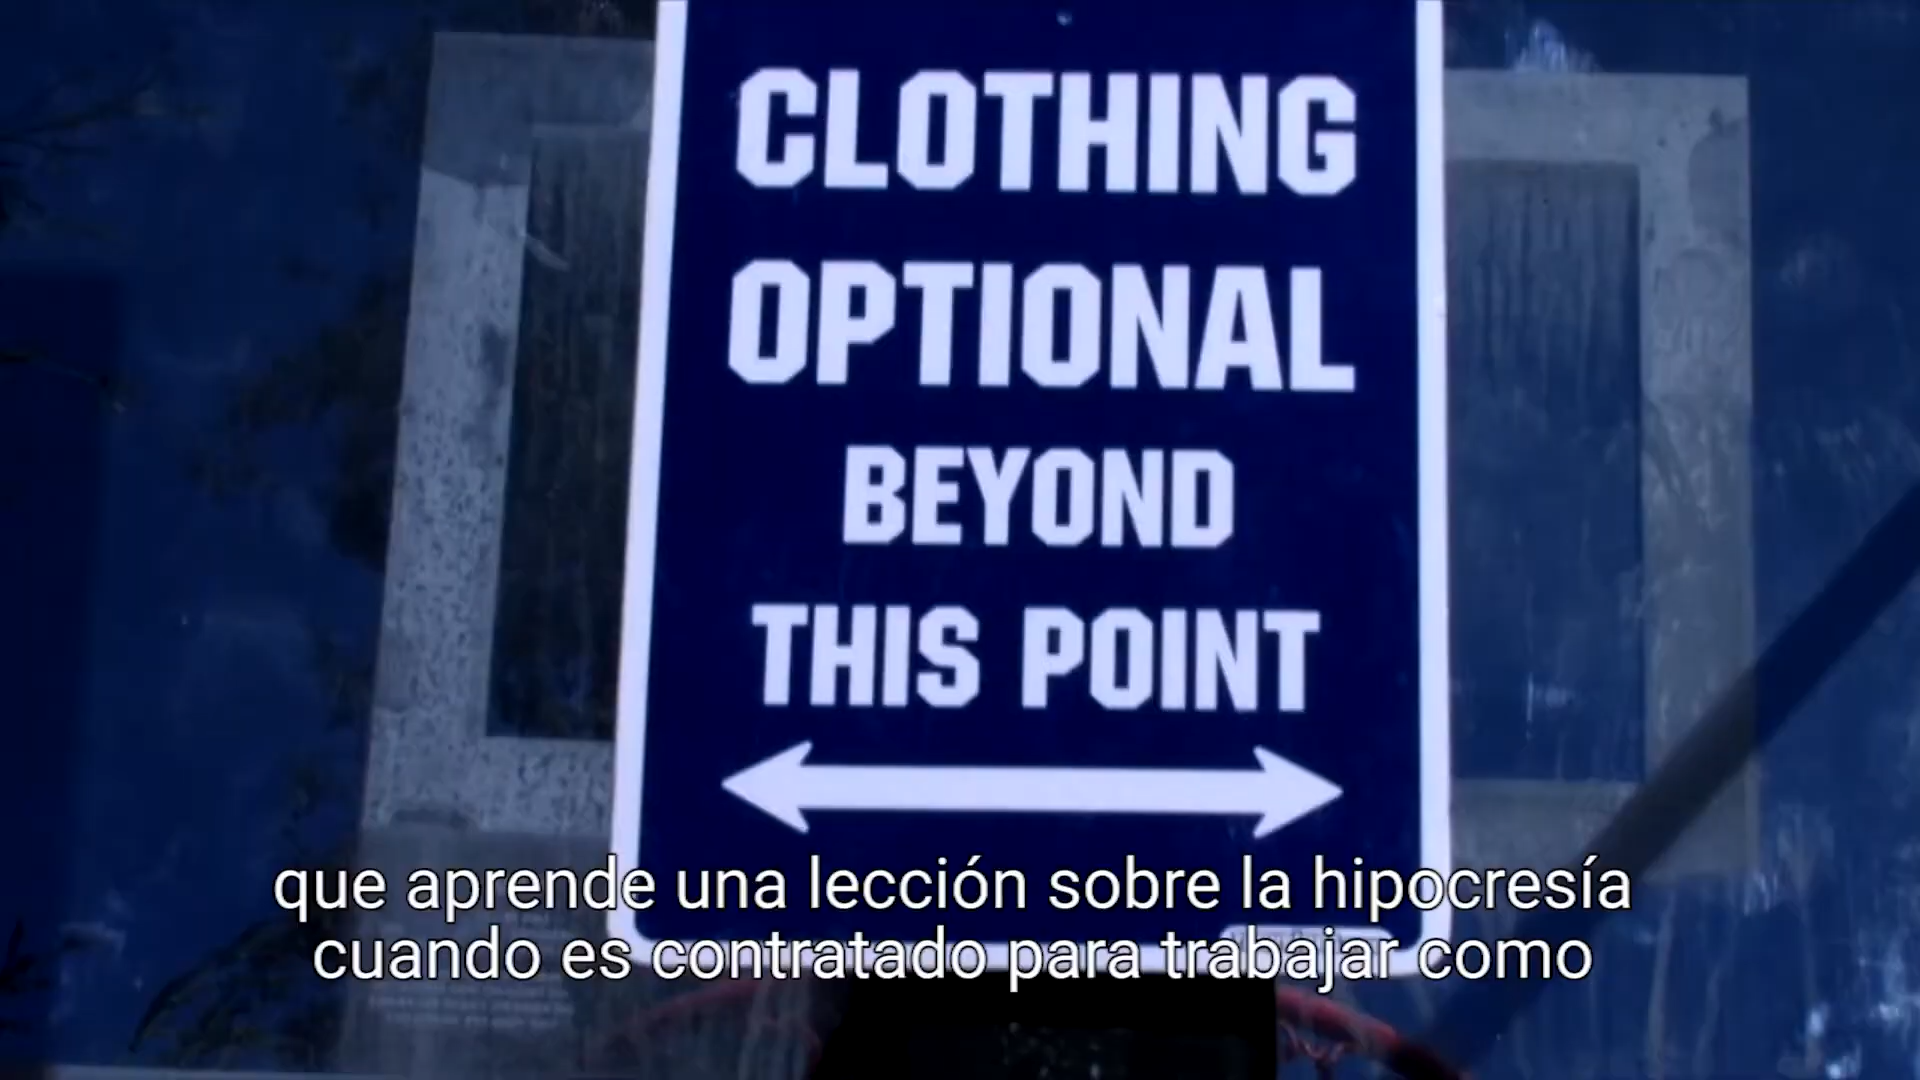 CLOTHING
OPTIONAL
BEYOND
THIS POINT
que aprende una lección sobre la hipocresía
cuando es contratado para trabajar como